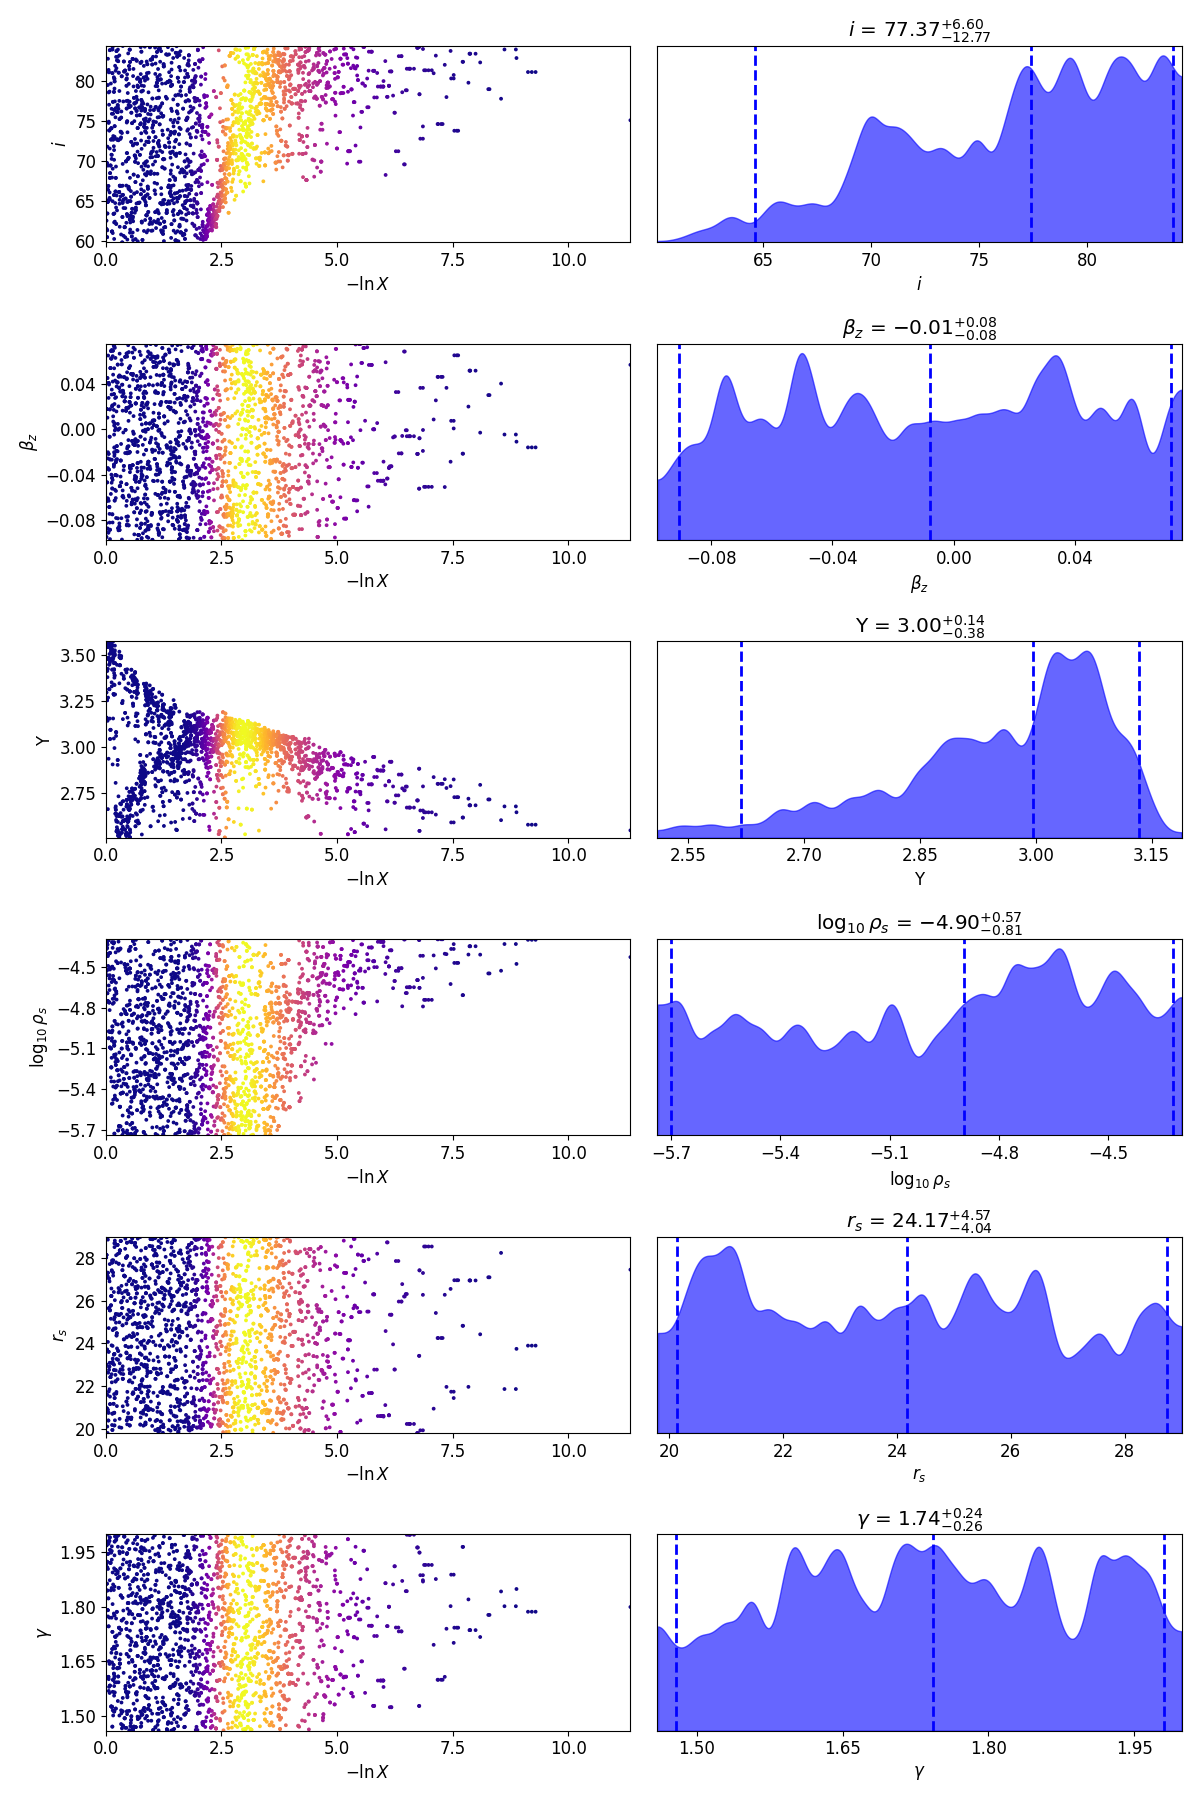 i = 77.37 +6.60 −12.77
80
75
70
65
60
i
0.0 2.5 5.0 7.5 10.0
−ln X
65 70 75 80
i
β_z = −0.01 +0.08 −0.08
0.04
0.00
−0.04
−0.08
β_z
0.0 2.5 5.0 7.5 10.0
−ln X
−0.08 −0.04 0.00 0.04
β_z
Y = 3.00 +0.14 −0.38
3.50
3.25
3.00
2.75
Y
0.0 2.5 5.0 7.5 10.0
−ln X
2.55 2.70 2.85 3.00 3.15
Y
log₁₀ ρ_s = −4.90 +0.57 −0.81
−4.5
−4.8
−5.1
−5.4
−5.7
log₁₀ ρ_s
0.0 2.5 5.0 7.5 10.0
−ln X
−5.7 −5.4 −5.1 −4.8 −4.5
log₁₀ ρ_s
r_s = 24.17 +4.57 −4.04
28
26
24
22
20
r_s
0.0 2.5 5.0 7.5 10.0
−ln X
20 22 24 26 28
r_s
γ = 1.74 +0.24 −0.26
1.95
1.80
1.65
1.50
γ
0.0 2.5 5.0 7.5 10.0
−ln X
1.50 1.65 1.80 1.95
γ